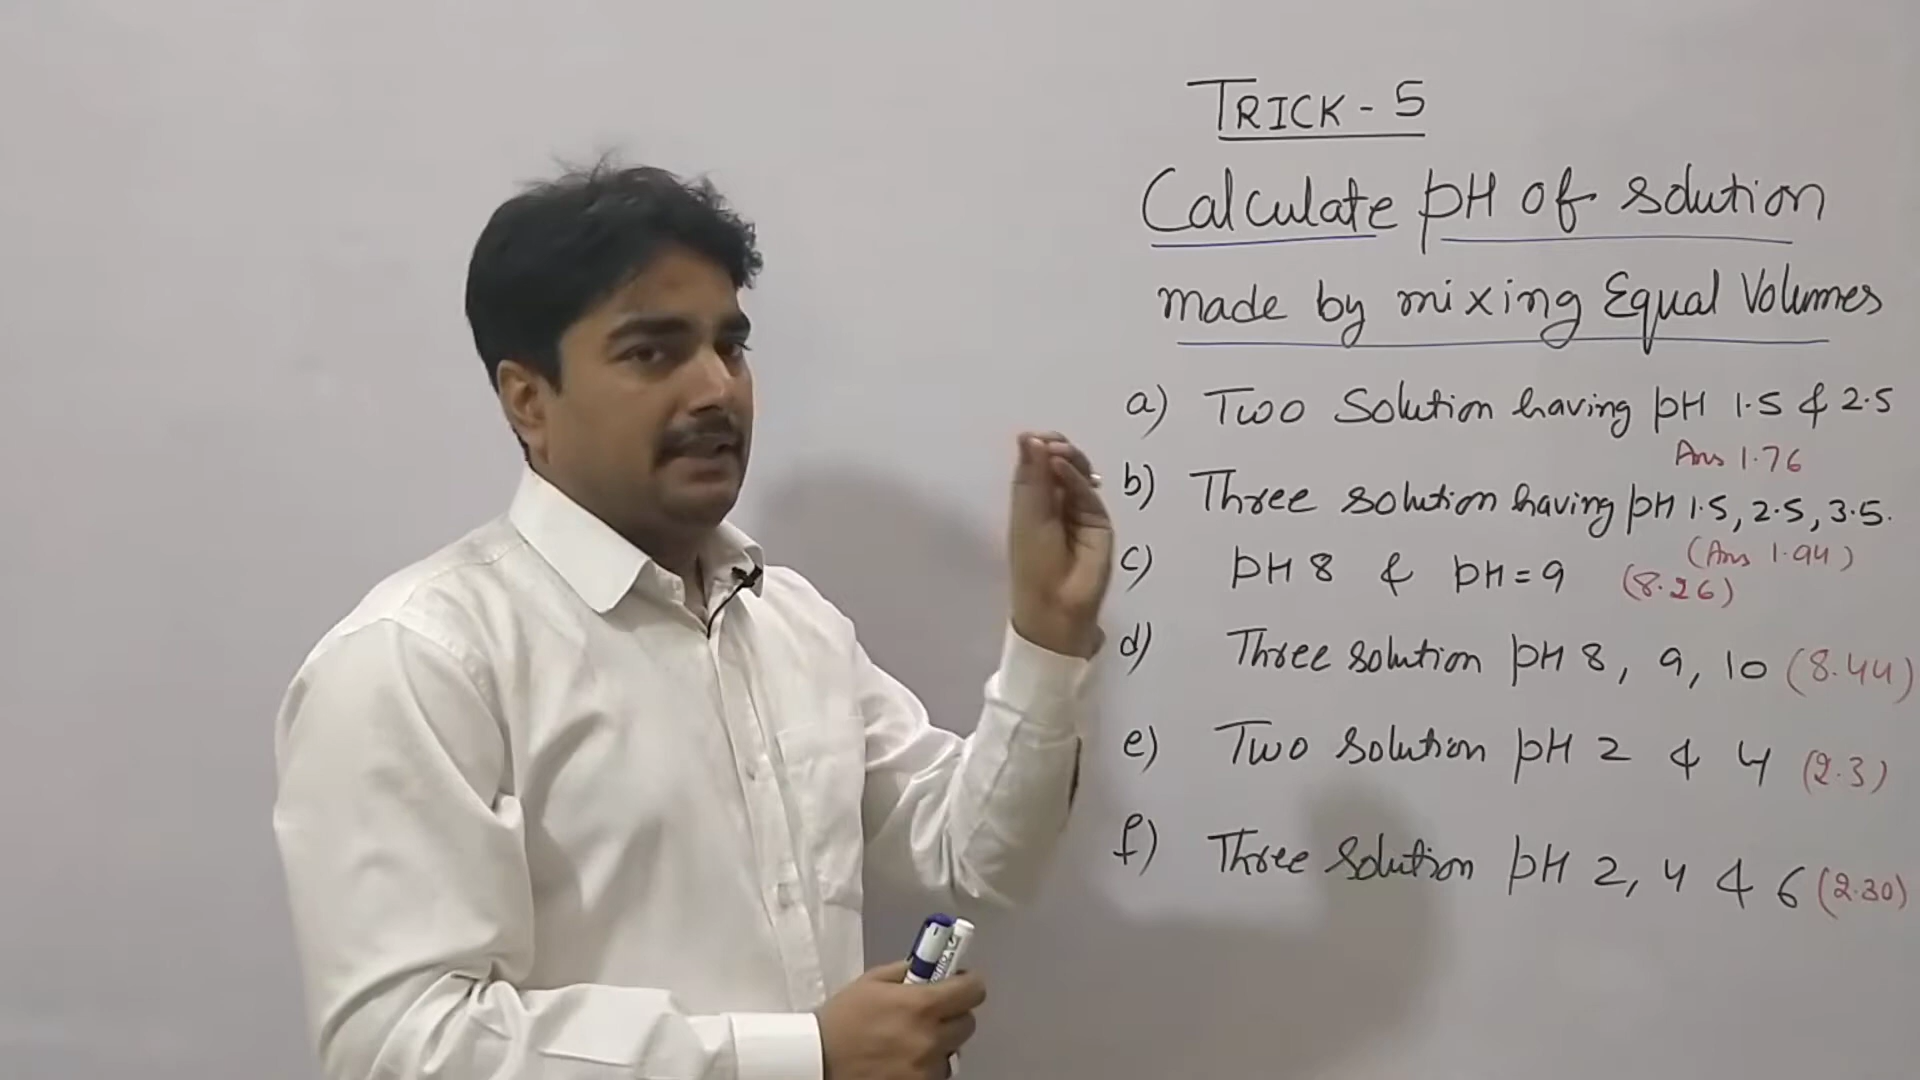 TRICK - 5
Calculate pH of solution
made by mixing Equal Volumes
a) Two Solution having pH 1.5 & 2.5
Ans 1.76
b) Three solution having pH 1.5, 2.5, 3.5.
(Ans 1.94)
c) pH 8 & pH = 9 (8.26)
d) Three solution pH 8, 9, 10 (8.44)
e) Two solution pH 2 & 4 (2.3)
f) Three solution pH 2, 4 & 6 (2.30)